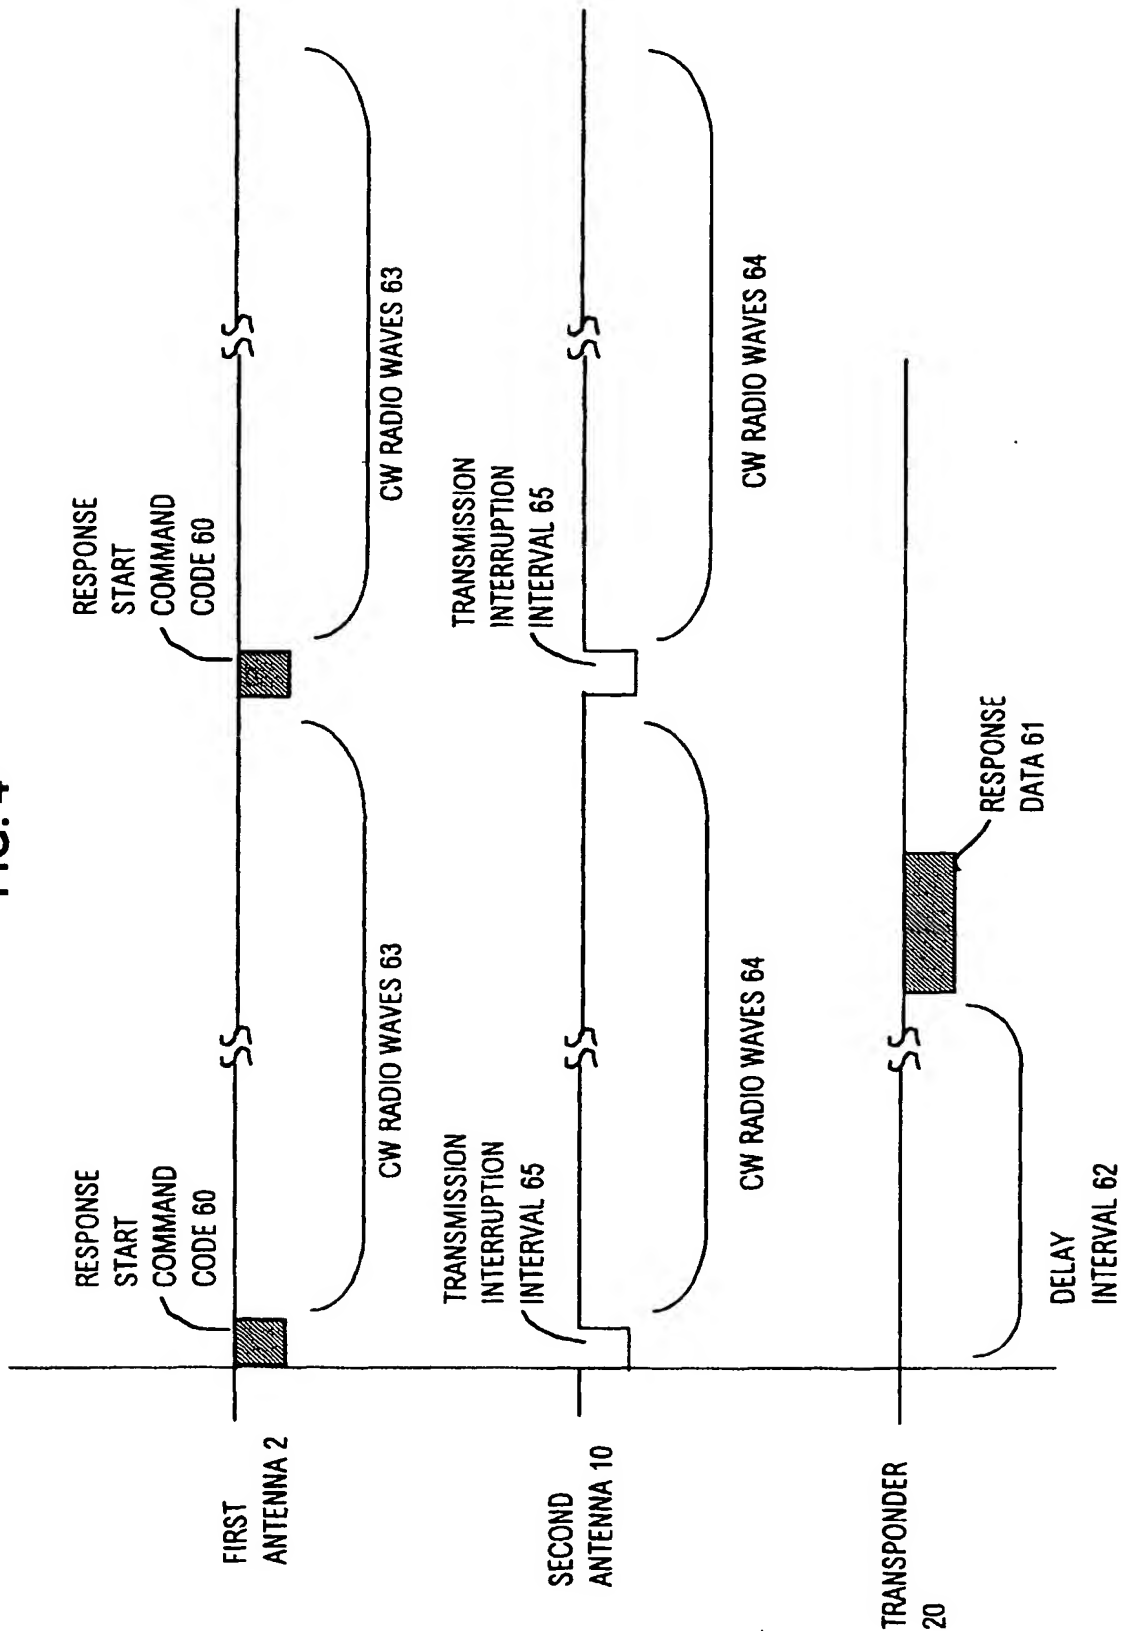 FIG. 4
FIRST
ANTENNA 2
RESPONSE
START
COMMAND
CODE 60
CW RADIO WAVES 63
RESPONSE
START
COMMAND
CODE 60
CW RADIO WAVES 63
SECOND
ANTENNA 10
TRANSMISSION
INTERRUPTION
INTERVAL 65
CW RADIO WAVES 64
TRANSMISSION
INTERRUPTION
INTERVAL 65
CW RADIO WAVES 64
TRANSPONDER
20
DELAY
INTERVAL 62
RESPONSE
DATA 61